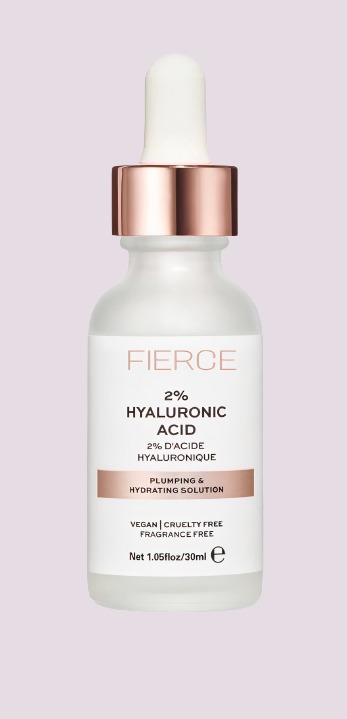 FIERCE
2%
HYALURONIC
ACID
2% D'ACIDE
HYALURONIQUE
PLUMPING &
HYDRATING SOLUTION
VEGAN | CRUELTY FREE
FRAGRANCE FREE
Net 1.05floz/30ml ℮